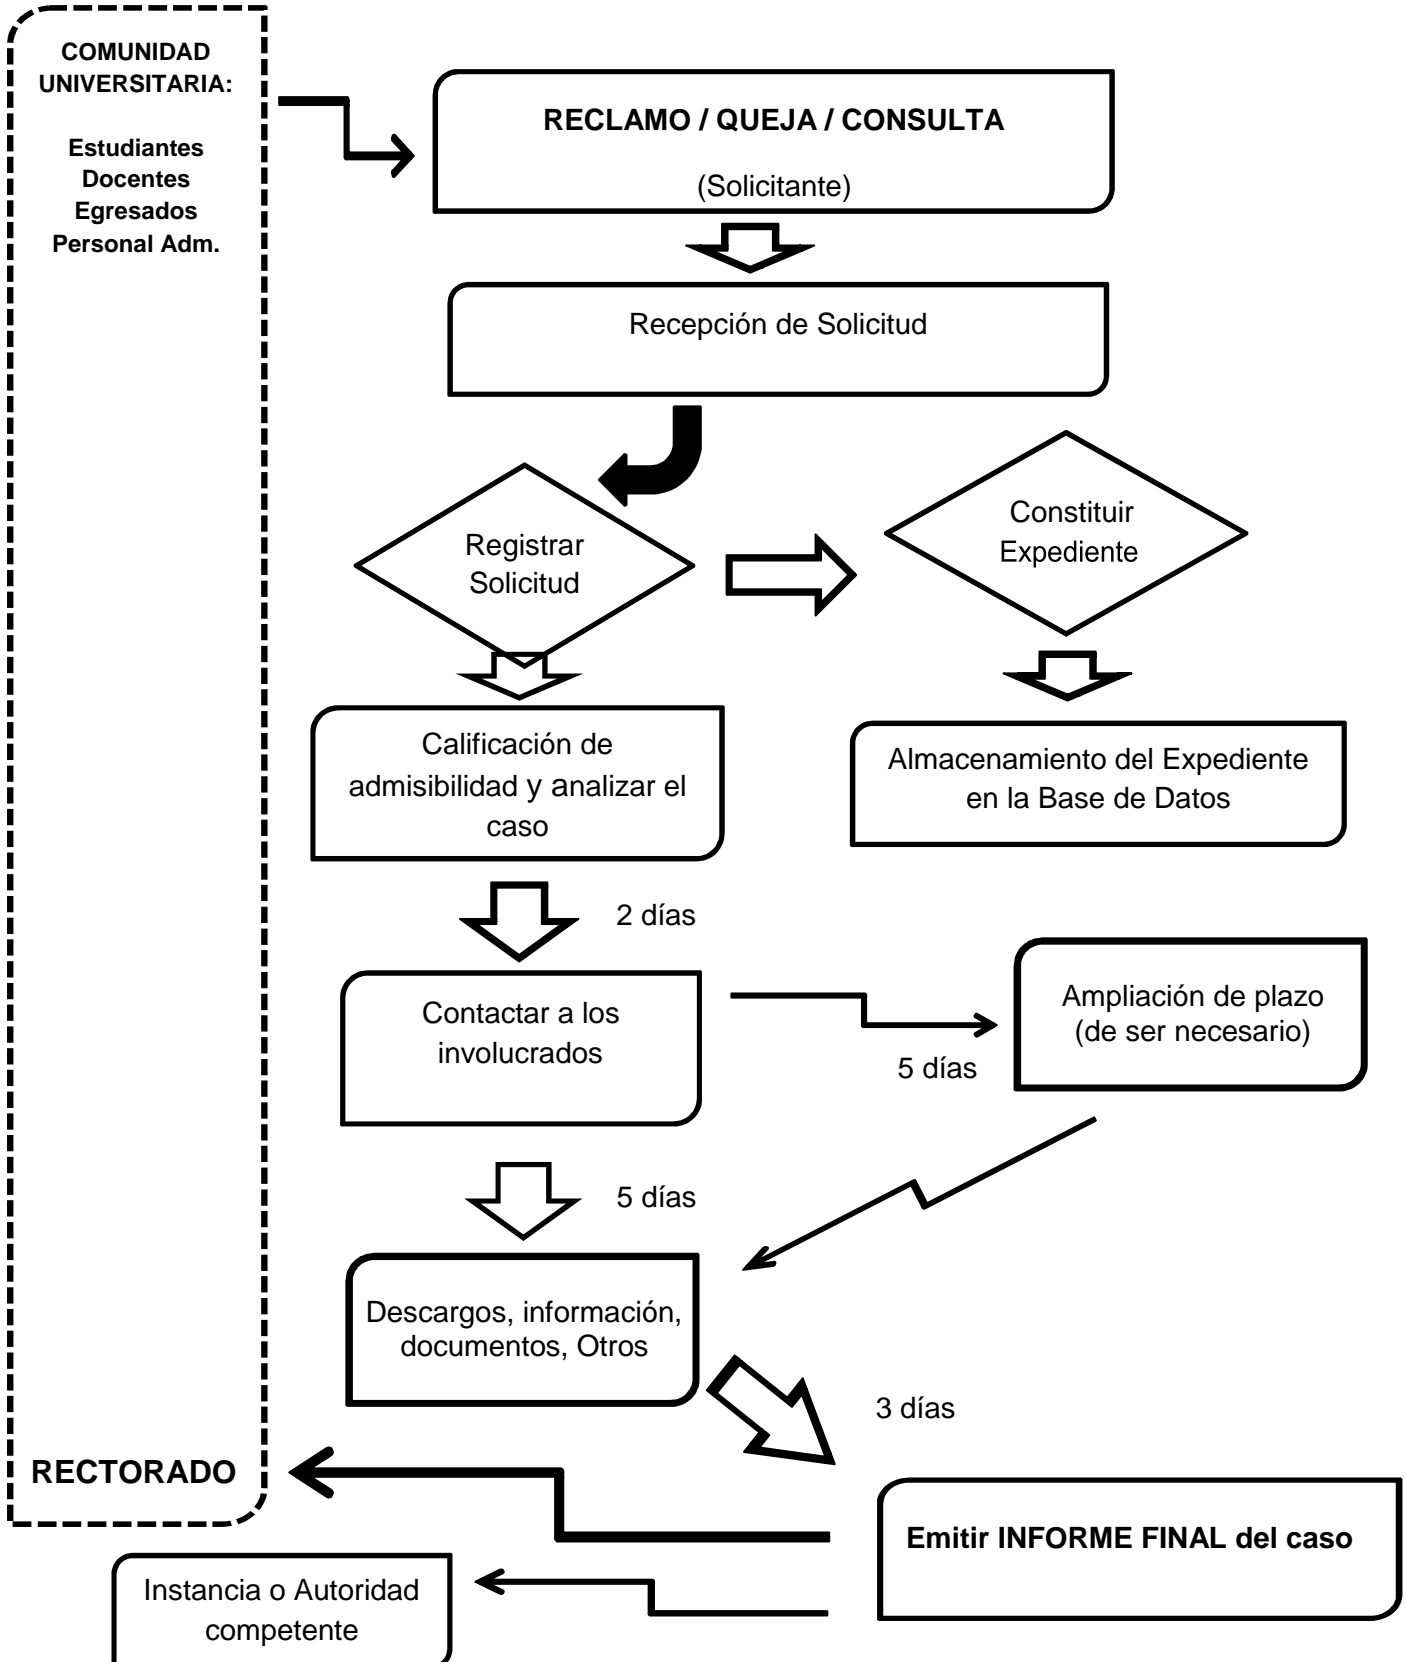 COMUNIDAD
UNIVERSITARIA:
Estudiantes
Docentes
Egresados
Personal Adm.
RECLAMO / QUEJA / CONSULTA
(Solicitante)
Recepción de Solicitud
Registrar
Solicitud
Constituir
Expediente
Calificación de
admisibilidad y analizar el
caso
Almacenamiento del Expediente
en la Base de Datos
2 días
Contactar a los
involucrados
Ampliación de plazo
(de ser necesario)
5 días
5 días
Descargos, información,
documentos, Otros
3 días
RECTORADO
Emitir INFORME FINAL del caso
Instancia o Autoridad
competente